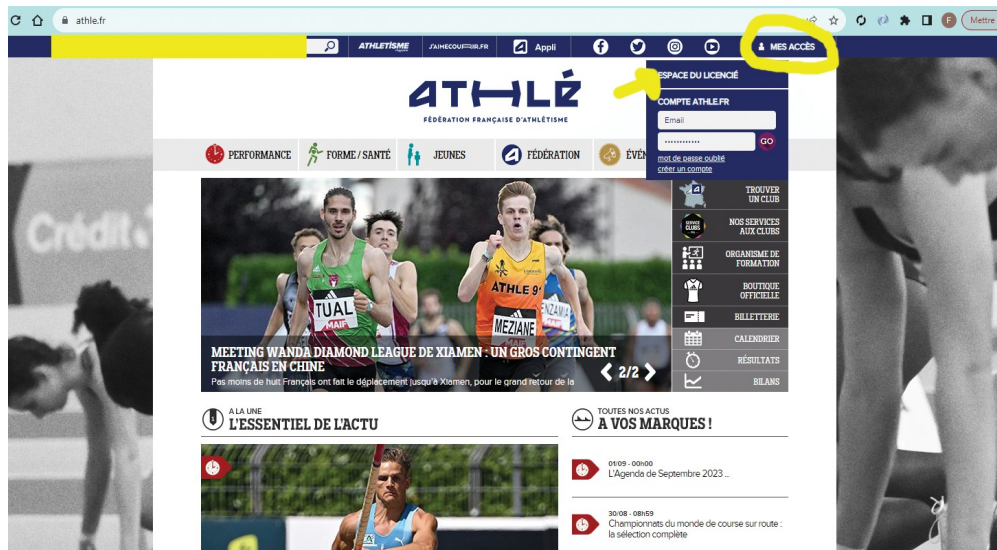 athle.fr
F
Mettre
ATHLETISME
J'AIMECOURIR.FR
Appli
MES ACCÈS
ESPACE DU LICENCIÉ
COMPTE ATHLE.FR
Email
GO
mot de passe oublié
créer un compte
ATHLÉ
FÉDÉRATION FRANÇAISE D'ATHLÉTISME
PERFORMANCE
FORME / SANTÉ
JEUNES
FÉDÉRATION
ÉVÉN
TROUVER
UN CLUB
SERVICE
CLUBS
NOS SERVICES
AUX CLUBS
ORGANISME DE
FORMATION
BOUTIQUE
OFFICIELLE
BILLETTERIE
CALENDRIER
RÉSULTATS
BILANS
TUAL
MAIF
ATHLE 91
MEZIANE
MAIF
MEETING WANDA DIAMOND LEAGUE DE XIAMEN : UN GROS CONTINGENT
FRANÇAIS EN CHINE
Pas moins de huit Français ont fait le déplacement jusqu'à Xiamen, pour le grand retour de la
2/2
A LA UNE
L'ESSENTIEL DE L'ACTU
TOUTES NOS ACTUS
A VOS MARQUES !
01/09 - 00h00
L'Agenda de Septembre 2023 ...
30/08 - 08h59
Championnats du monde de course sur route :
la sélection complète